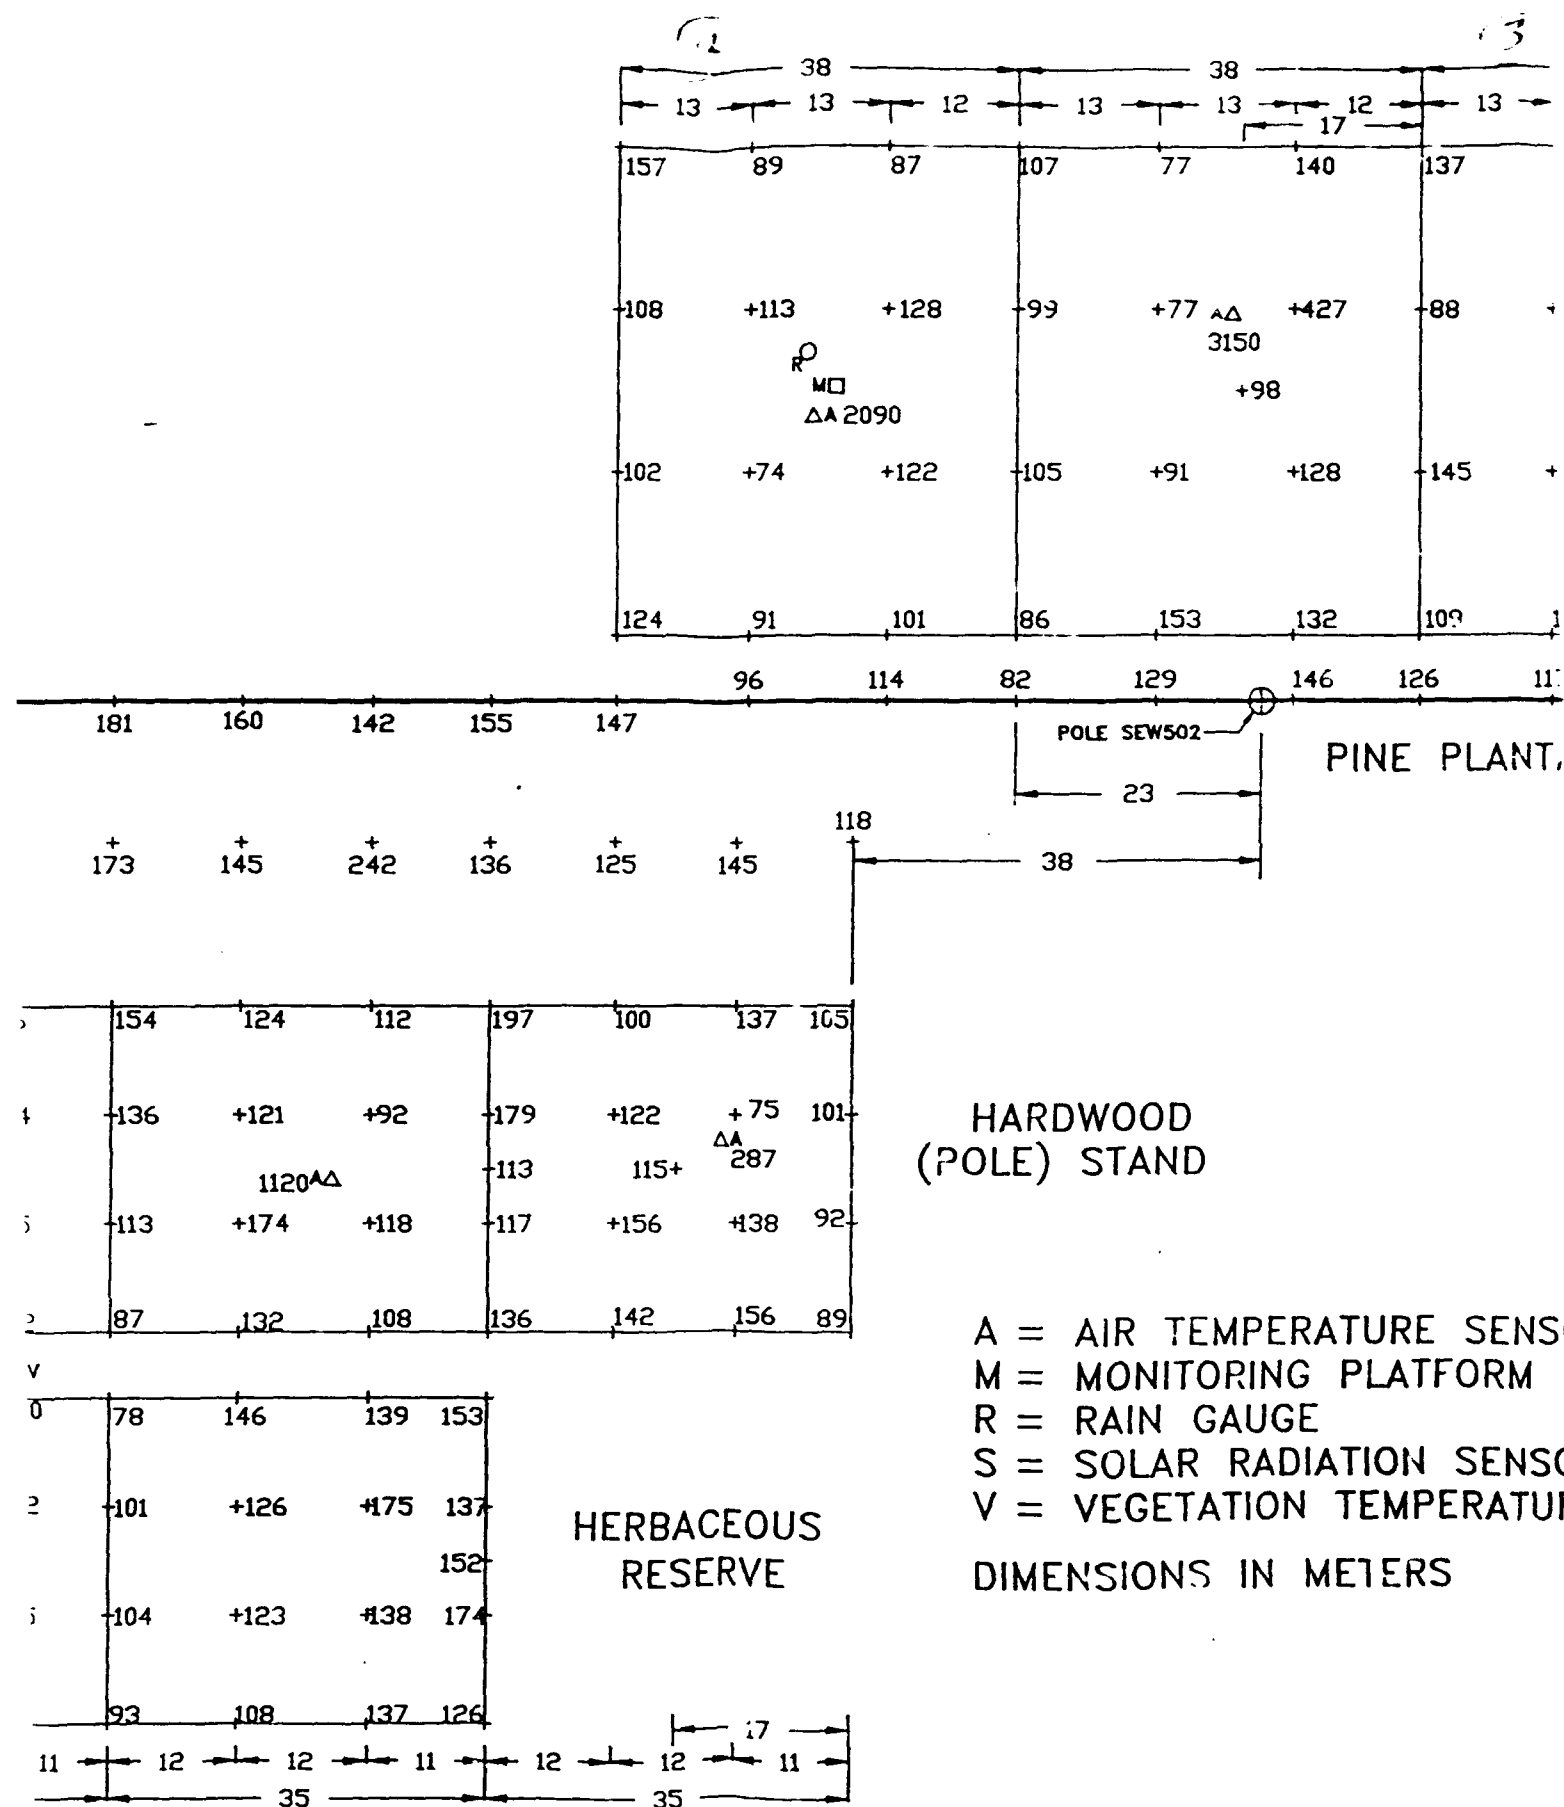 38 38
13 13 12 13 13 12 13
17
157 89 87 107 77 140 137
108 +113 +128 99 +77 A 427 88
3150
R
M
+98
A 2090
102 +74 +122 105 +91 +128 145
124 91 101 86 153 132 109
96 114 82 129 146 126
181 160 142 155 147
POLE SEW502
PINE PLANT.
23
118
173 145 242 136 125 145
38
154 124 112 197 100 137 105
136 +121 +92 179 +122 +75 101
A
287
HARDWOOD
(POLE) STAND
113 115+
1120 A
113 +174 +118 117 +156 +138 92
87 132 108 136 142 156 89
A = AIR TEMPERATURE SENS
M = MONITORING PLATFORM
R = RAIN GAUGE
S = SOLAR RADIATION SENSO
V = VEGETATION TEMPERATU
DIMENSIONS IN METERS
V
0
78 146 139 153
2
101 +126 +175 137
HERBACEOUS
RESERVE
152
104 +123 +138 174
93 108 137 126
17
11 12 12 11 12 12 11
35 35